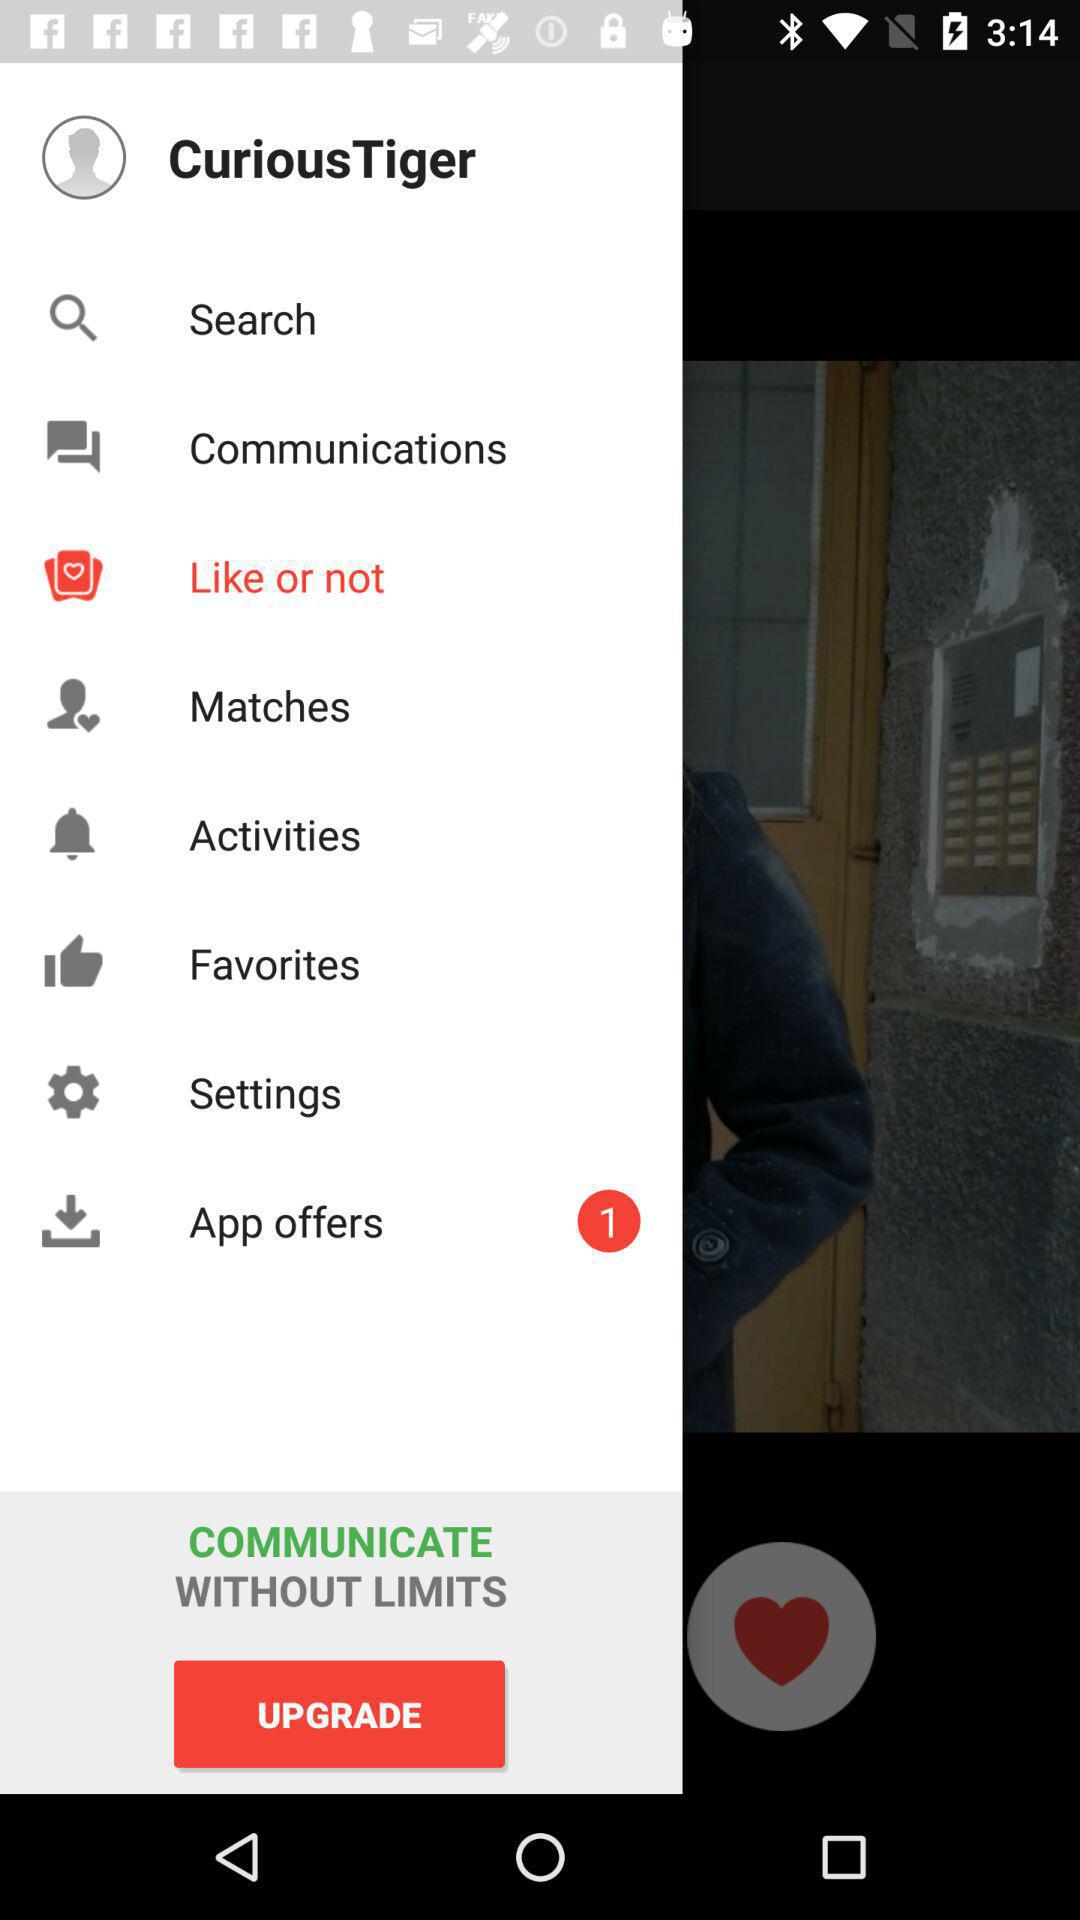 FAKE
3:14
CuriousTiger
Search
Communications
Like or not
Matches
Activities
Favorites
Settings
App offers
1
COMMUNICATE
WITHOUT LIMITS
UPGRADE